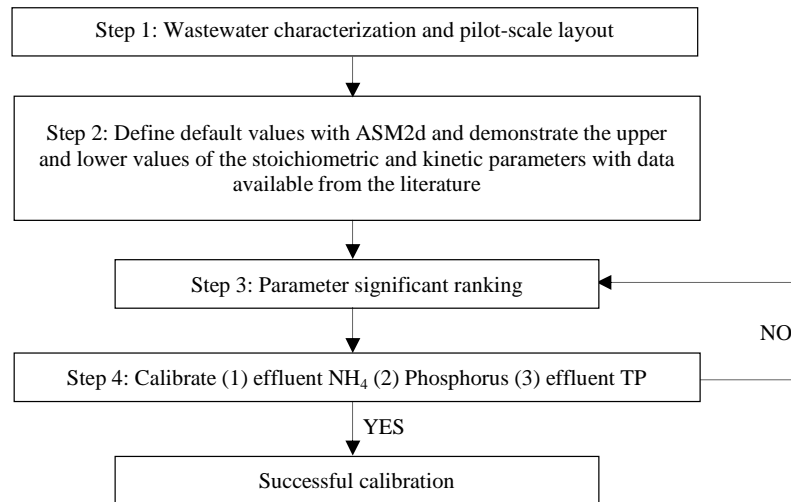 Step 1: Wastewater characterization and pilot-scale layout
Step 2: Define default values with ASM2d and demonstrate the upper
and lower values of the stoichiometric and kinetic parameters with data
available from the literature
Step 3: Parameter significant ranking
NO
Step 4: Calibrate (1) effluent NH₄ (2) Phosphorus (3) effluent TP
YES
Successful calibration